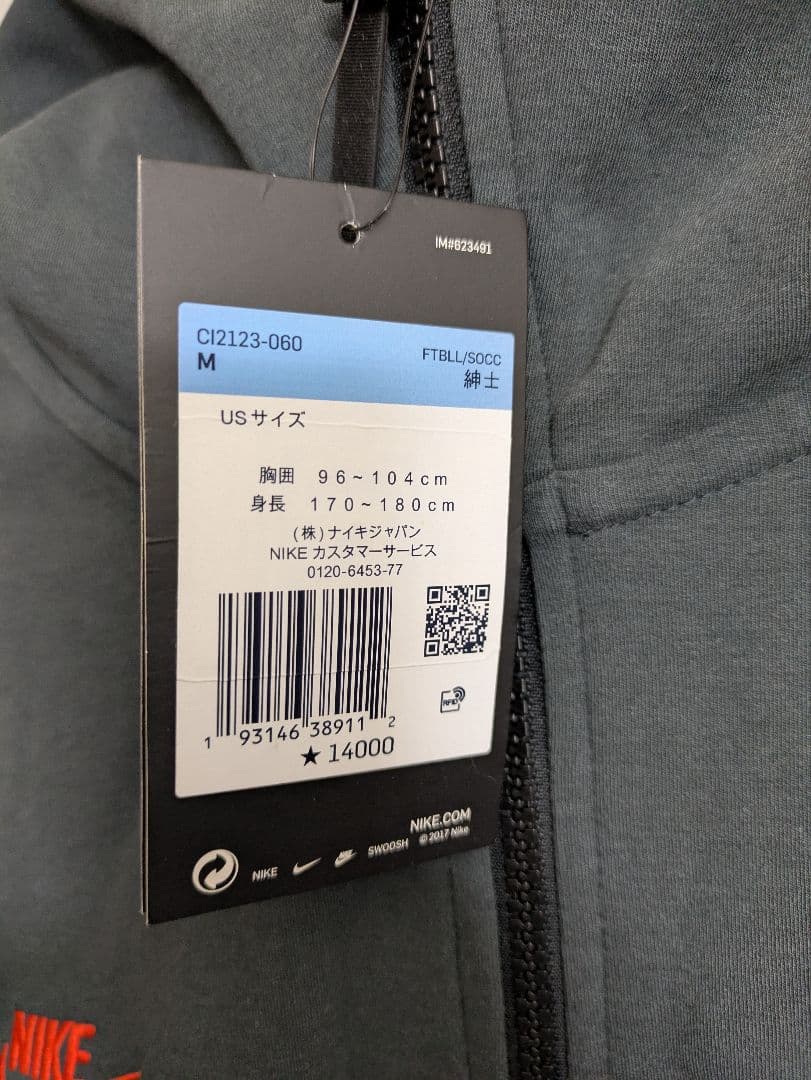 IM#623491
CI2123-060
M
FTBLL/SOCC
紳士
USサイズ
胸囲 96~104cm
身長 170~180cm
(株)ナイキジャパン
NIKE カスタマーサービス
0120-6453-77
RFID
1 93146 38911 2
★14000
NIKE.COM
©2017 Nike
NIKE
SWOOSH
NIKE